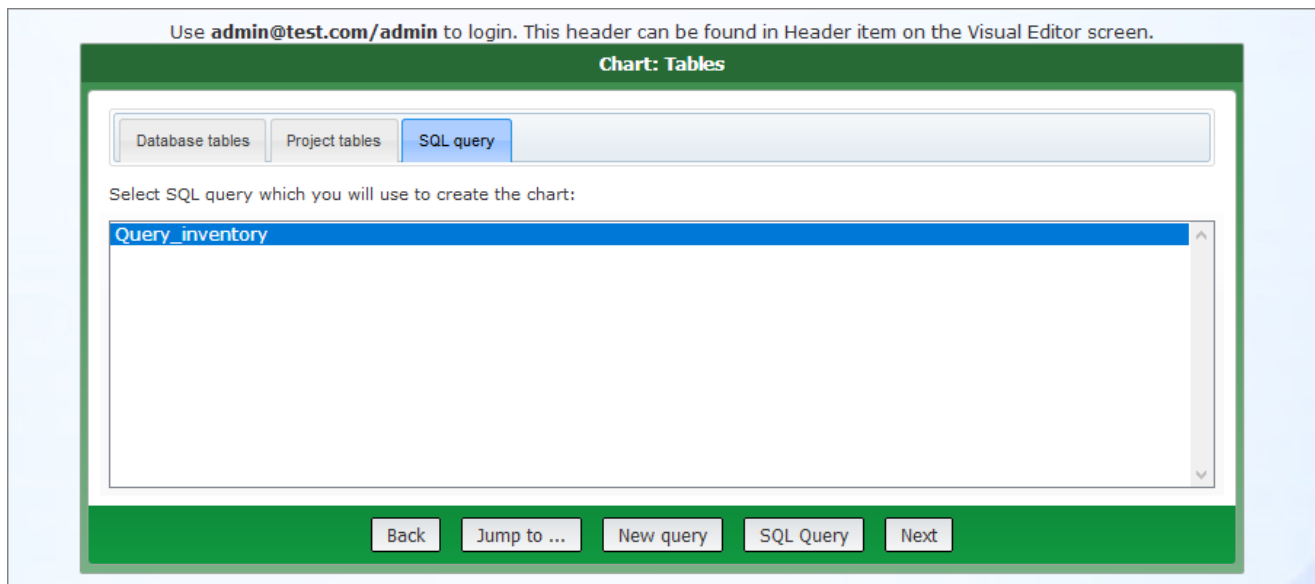 Use admin@test.com/admin to login. This header can be found in Header item on the Visual Editor screen.
Chart: Tables
Database tables Project tables SQL query
Select SQL query which you will use to create the chart:
Query_inventory
Back Jump to ... New query SQL Query Next